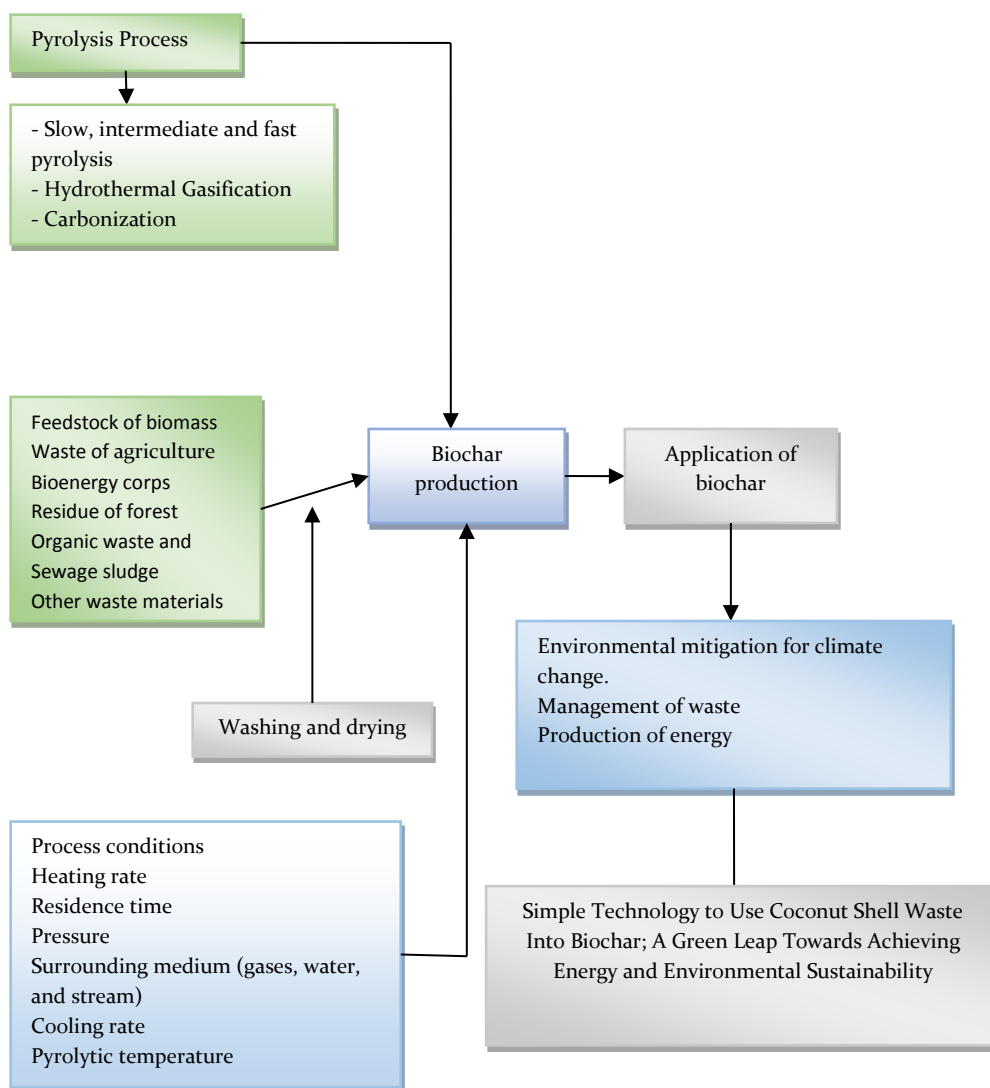 Pyrolysis Process
- Slow, intermediate and fast
pyrolysis
- Hydrothermal Gasification
- Carbonization
Feedstock of biomass
Waste of agriculture
Bioenergy corps
Residue of forest
Organic waste and
Sewage sludge
Other waste materials
Biochar
production
Application of
biochar
Washing and drying
Environmental mitigation for climate
change.
Management of waste
Production of energy
Process conditions
Heating rate
Residence time
Pressure
Surrounding medium (gases, water,
and stream)
Cooling rate
Pyrolytic temperature
Simple Technology to Use Coconut Shell Waste
Into Biochar; A Green Leap Towards Achieving
Energy and Environmental Sustainability